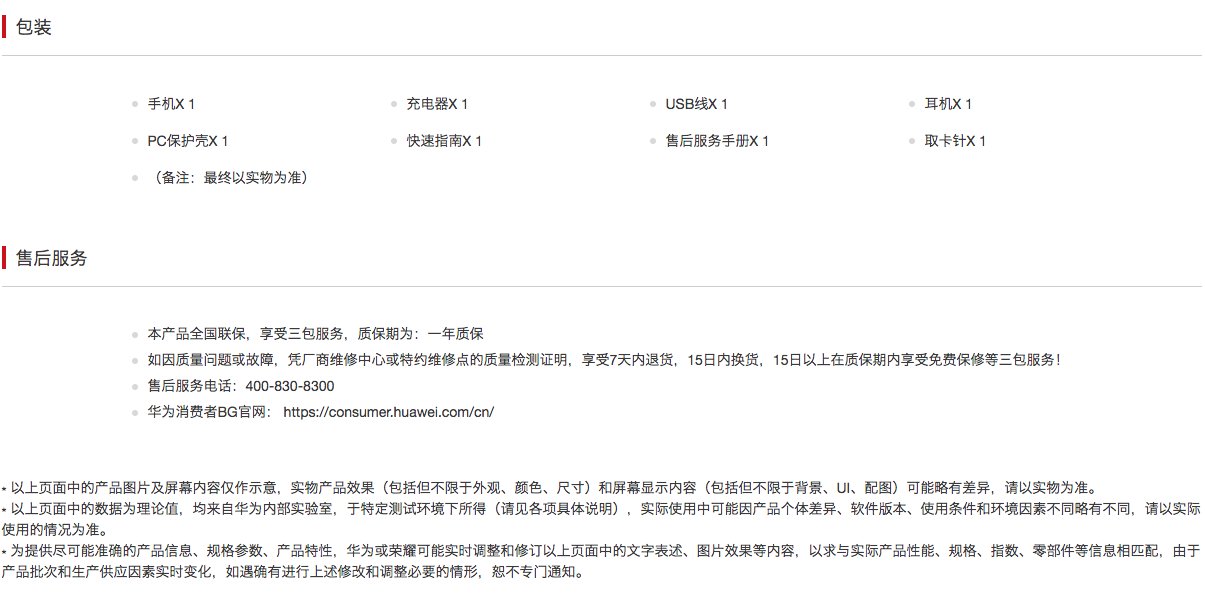 包装
手机X 1 充电器X 1 USB线X 1 耳机X 1
PC保护壳X 1 快速指南X 1 售后服务手册X 1 取卡针X 1
（备注：最终以实物为准）
售后服务
本产品全国联保，享受三包服务，质保期为：一年质保
如因质量问题或故障，凭厂商维修中心或特约维修点的质量检测证明，享受7天内退货，15日内换货，15日以上在质保期内享受免费保修等三包服务！
售后服务电话：400-830-8300
华为消费者BG官网： https://consumer.huawei.com/cn/
* 以上页面中的产品图片及屏幕内容仅作示意，实物产品效果（包括但不限于外观、颜色、尺寸）和屏幕显示内容（包括但不限于背景、UI、配图）可能略有差异，请以实物为准。
* 以上页面中的数据为理论值，均来自华为内部实验室，于特定测试环境下所得（请见各项具体说明），实际使用中可能因产品个体差异、软件版本、使用条件和环境因素不同略有不同，请以实际
使用的情况为准。
* 为提供尽可能准确的产品信息、规格参数、产品特性，华为或荣耀可能实时调整和修订以上页面中的文字表述、图片效果等内容，以求与实际产品性能、规格、指数、零部件等信息相匹配，由于
产品批次和生产供应因素实时变化，如遇确有进行上述修改和调整必要的情形，恕不专门通知。